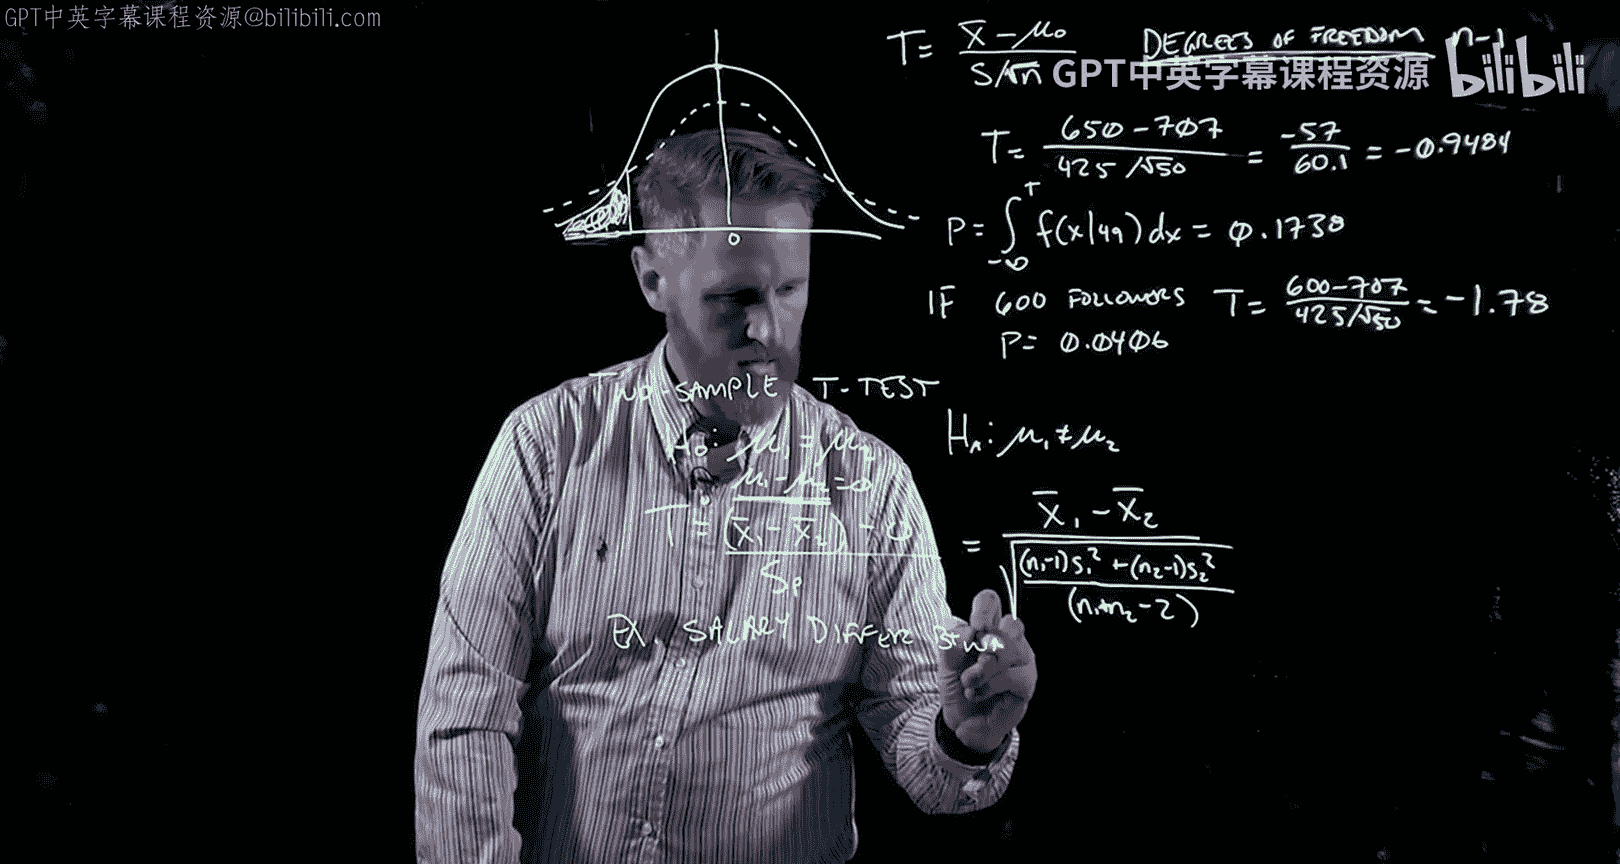 GPT中英字幕课程资源@bilibili.com
T = (X̄ - μ₀) / (S/√n) DEGREES OF FREEDOM n-1
GPT中英字幕课程资源 bilibili
T = (650 - 707) / (425/√50) = -57 / 60.1 = -0.9484
0
P = ∫_{-∞}^{T} f(x|49) dx = 0.1738
IF 600 FOLLOWERS T = (600-707) / (425/√50) = -1.78
P = 0.0406
TWO-SAMPLE T-TEST
H₀: μ₁ = μ₂ Hₐ: μ₁ ≠ μ₂
μ₁ - μ₂ = 0
T = ((X̄₁ - X̄₂) - 0) / Sₚ = (X̄₁ - X̄₂) / √(((n₁-1)S₁² + (n₂-1)S₂²) / (n₁+n₂-2))
EX. SALARY DIFFER BTWN